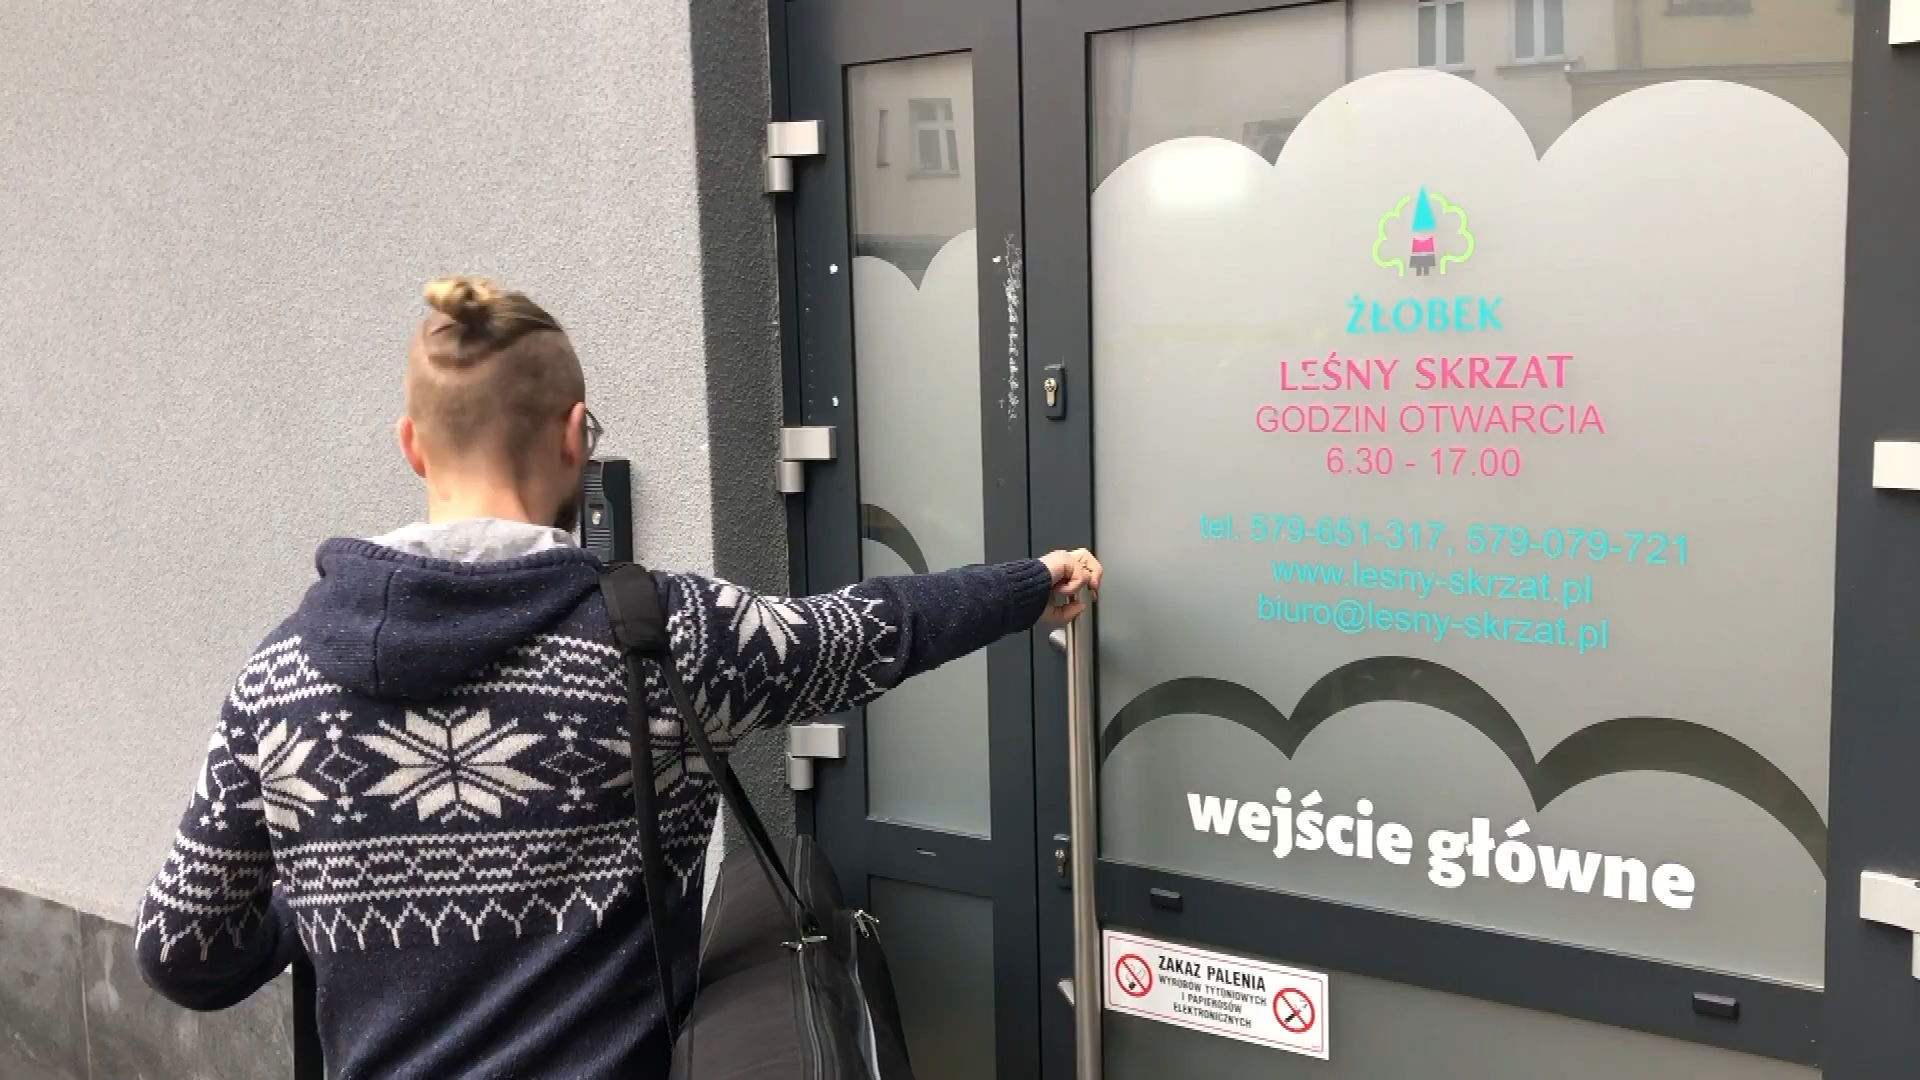 ŻŁOBEK
LEŚNY SKRZAT
GODZIN OTWARCIA
6.30 - 17.00
tel. 579-651-317, 579-079-721
www.lesny-skrzat.pl
biuro@lesny-skrzat.pl
wejście główne
ZAKAZ PALENIA
WYROBÓW TYTONIOWYCH
I PAPIEROSÓW
ELEKTRONICZNYCH